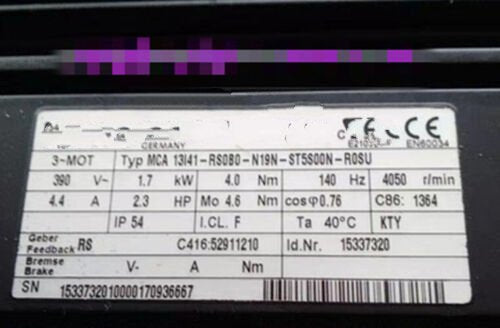 GERMANY
EN60034
3~MOT Typ MCA 13I41-RS0B0-N19N-ST5S00N-R0SU
390 V~ 1.7 kW 4.0 Nm 140 Hz 4050 r/min
4.4 A 2.3 HP Mo 4.6 Nm cosφ0.76 C86: 1364
IP 54 I.CL. F Ta 40°C KTY
Geber
Feedback RS C416:52911210 Id.Nr. 15337320
Bremse
Brake V- A Nm
SN 1533732010000170936667